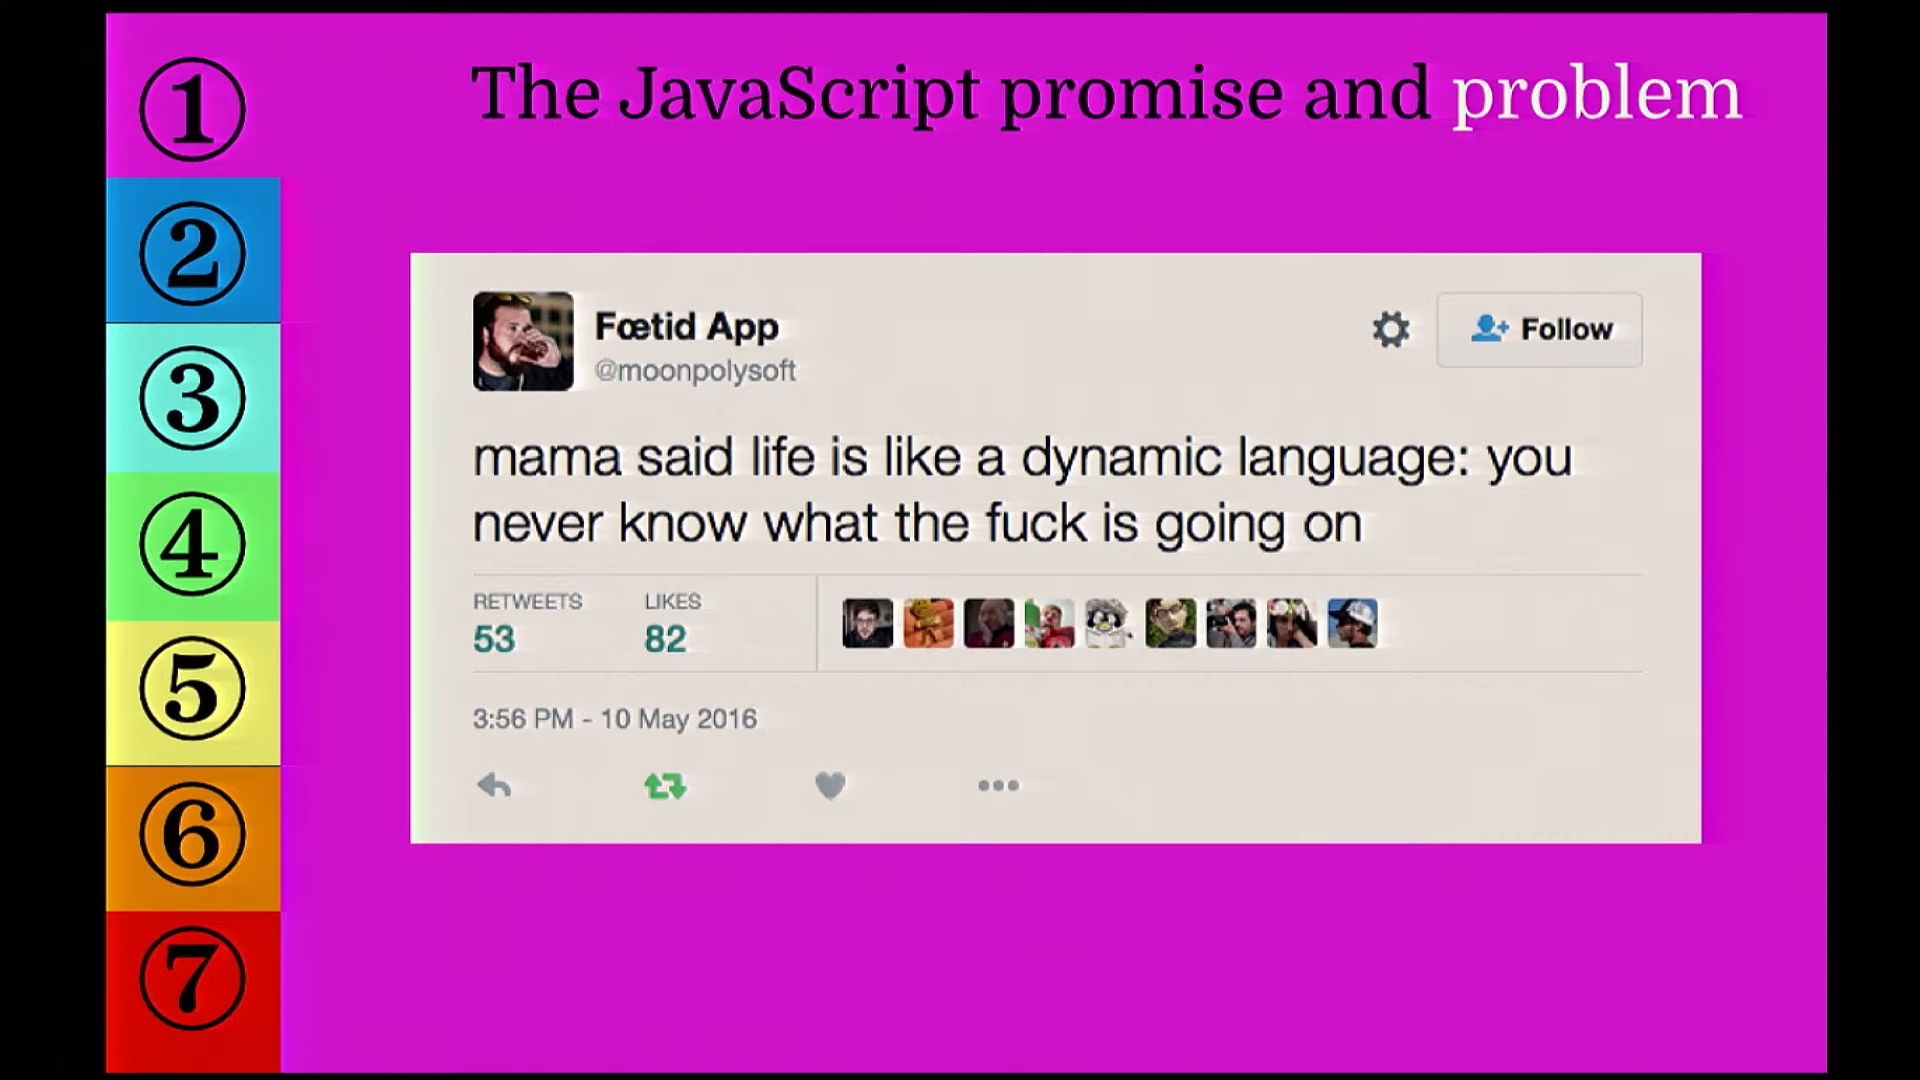 The JavaScript promise and problem
1
2
3
4
5
6
7
Fœtid App
@moonpolysoft
Follow
mama said life is like a dynamic language: you
never know what the fuck is going on
RETWEETS LIKES
53 82
3:56 PM - 10 May 2016